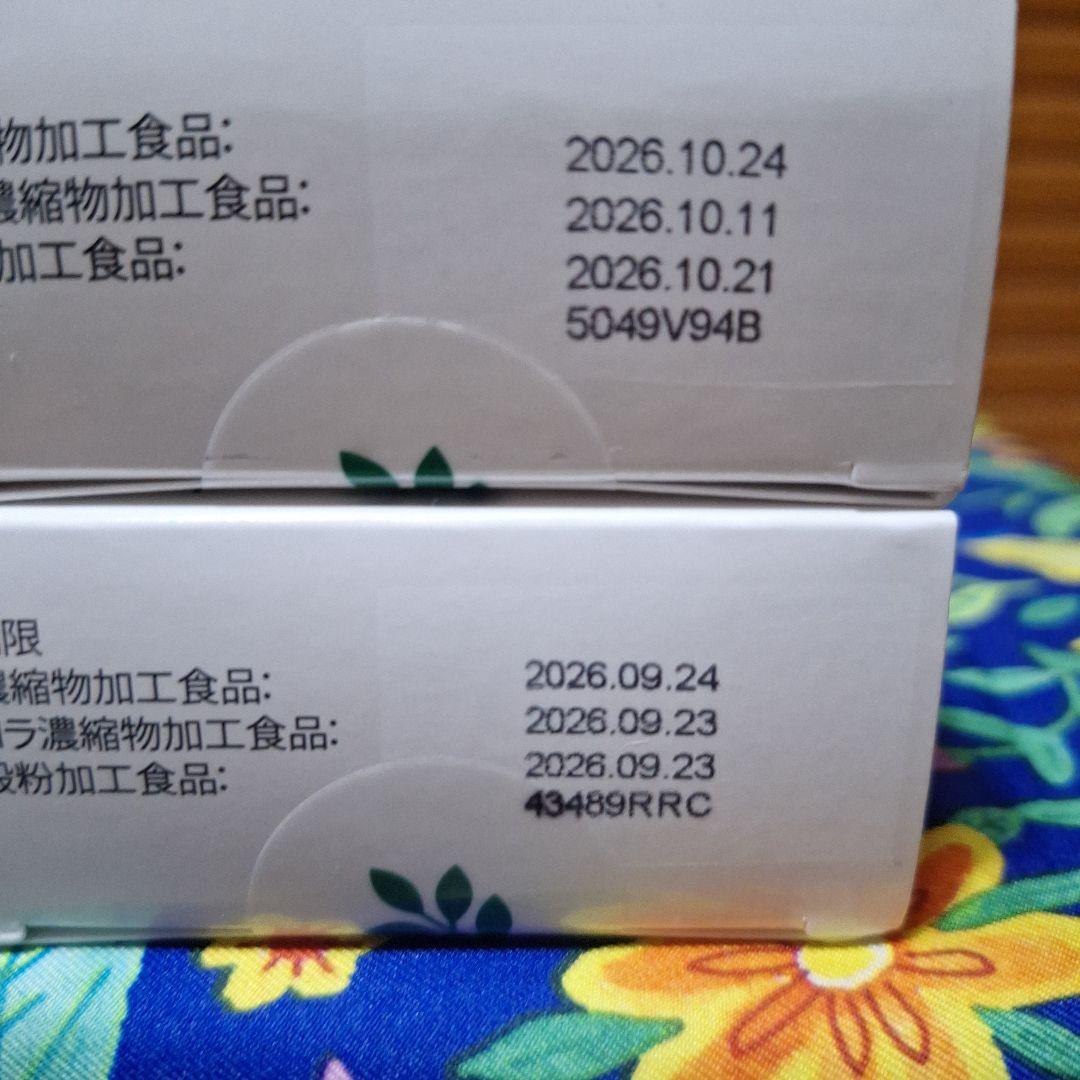 物加工食品: 2026.10.24
濃縮物加工食品: 2026.10.11
加工食品: 2026.10.21
5049V94B
限
濃縮物加工食品: 2026.09.24
ラ濃縮物加工食品: 2026.09.23
粉加工食品: 2026.09.23
43489RRC